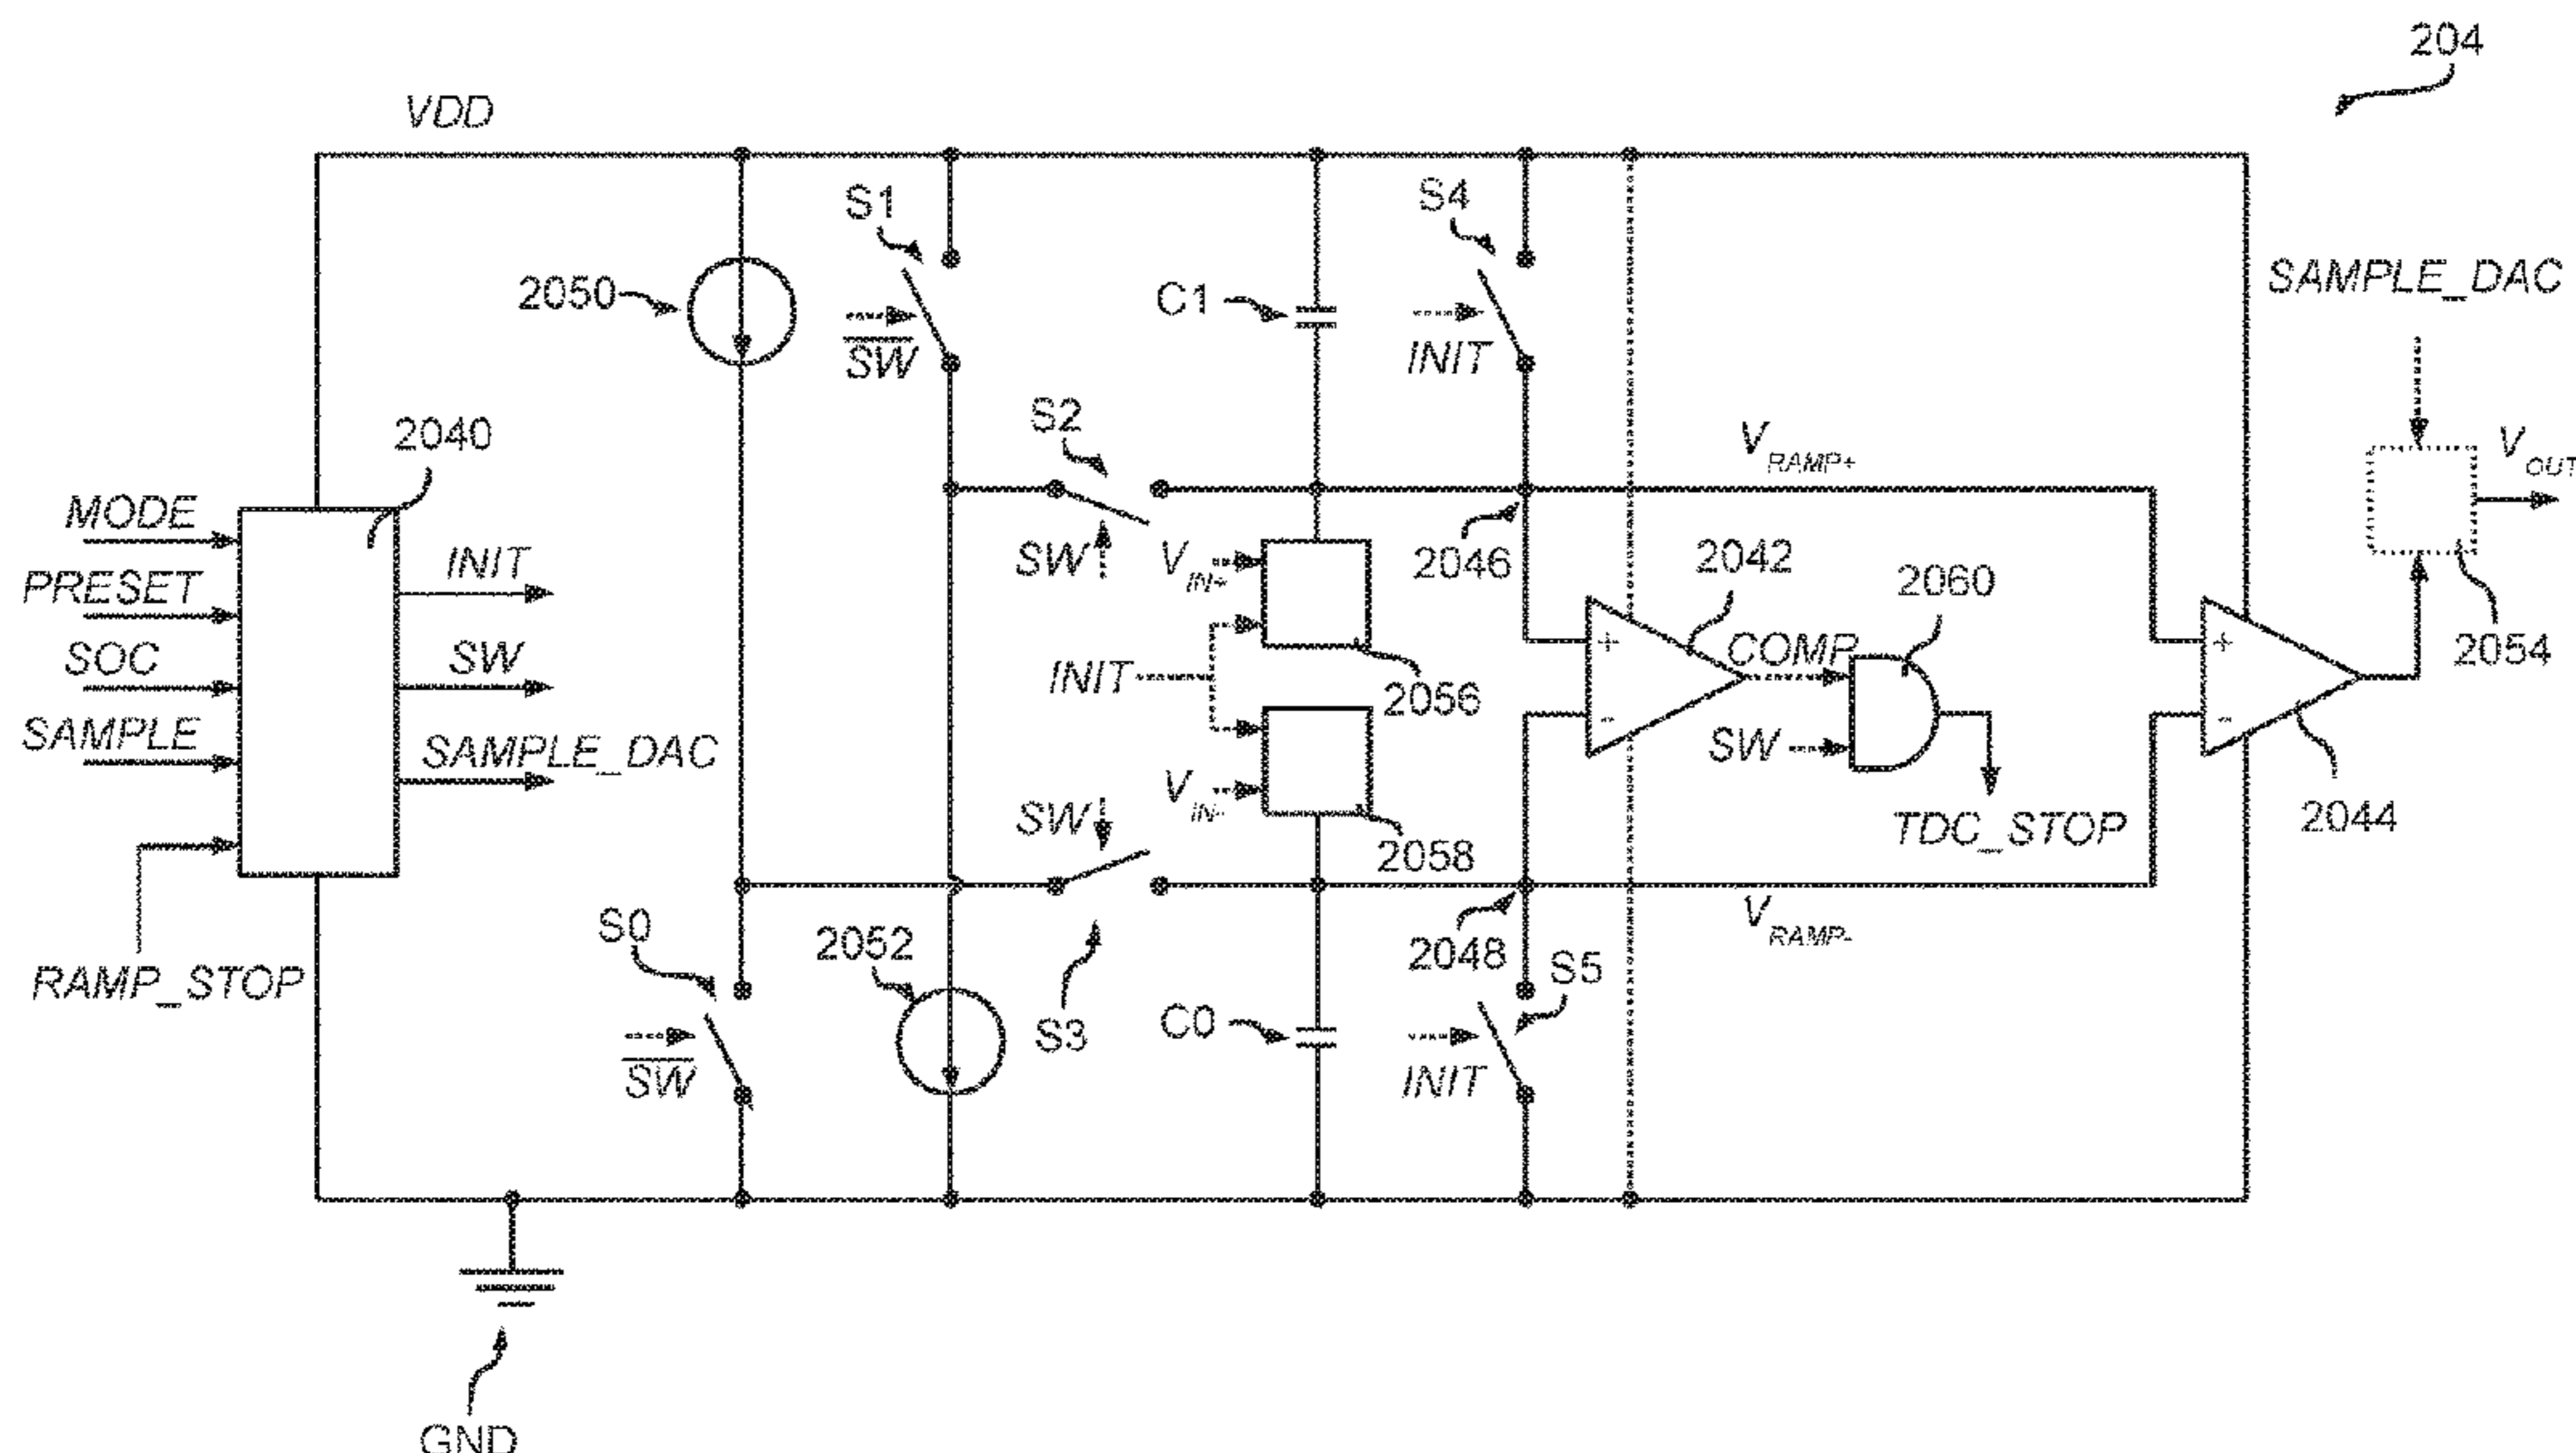 204
VDD
S1
S4
2050
C1
SAMPLE_DAC
SW
INIT
S2
2040
V RAMP+
V OUT
MODE
INIT
SW
V IN+
2046
2042
2060
PRESET
SOC
SW
INIT
2056
COMP
2054
SAMPLE
SAMPLE_DAC
SW
V IN-
SW
2058
TDC_STOP
2044
S0
2052
2048
V RAMP-
RAMP_STOP
S3
C0
S5
SW
INIT
GND